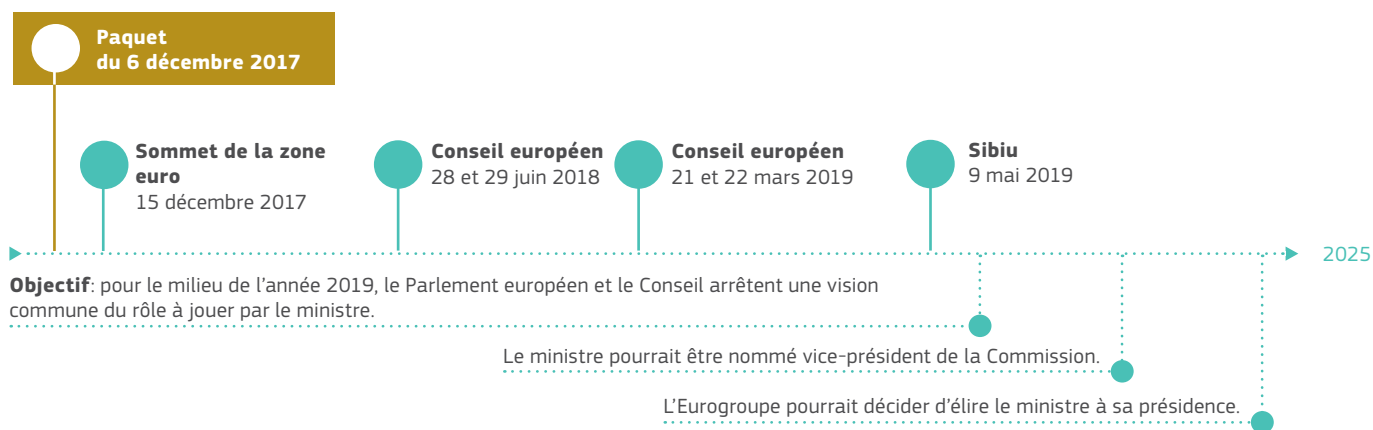 Paquet
du 6 décembre 2017
Sommet de la zone
euro
15 décembre 2017
Conseil européen
28 et 29 juin 2018
Conseil européen
21 et 22 mars 2019
Sibiu
9 mai 2019
2025
Objectif: pour le milieu de l’année 2019, le Parlement européen et le Conseil arrêtent une vision
commune du rôle à jouer par le ministre.
Le ministre pourrait être nommé vice-président de la Commission.
L’Eurogroupe pourrait décider d’élire le ministre à sa présidence.